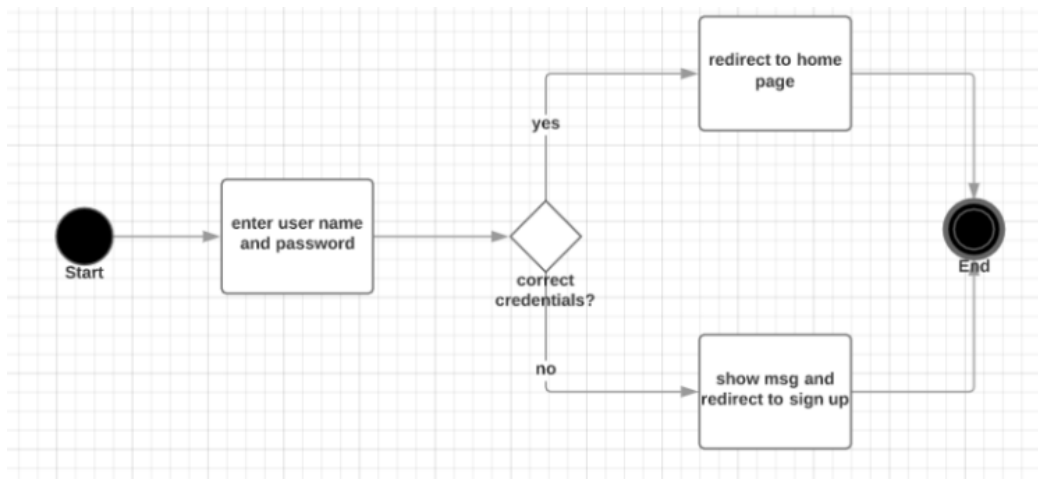 redirect to home
page
yes
enter user name
and password
Start
correct
credentials?
End
no
show msg and
redirect to sign up